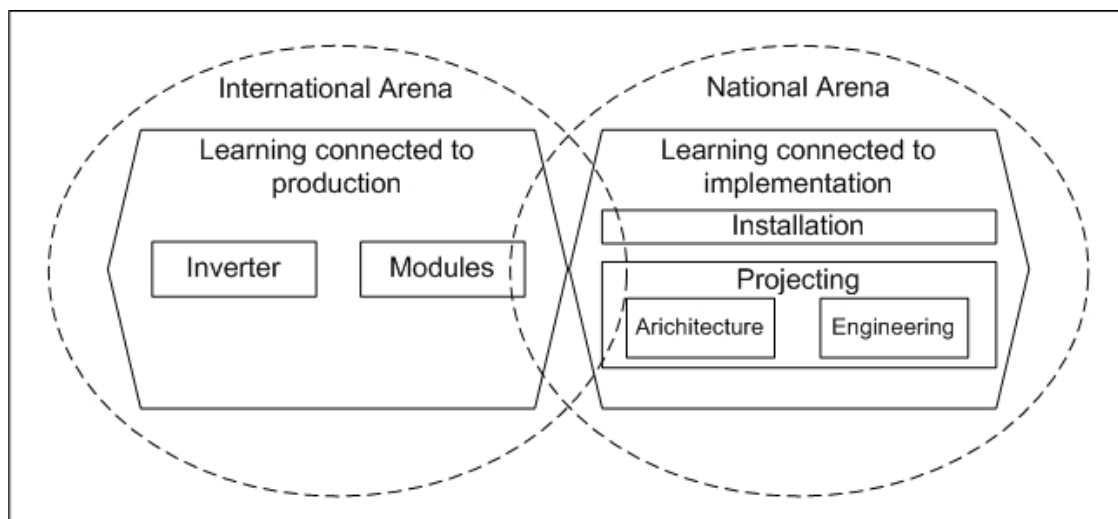 International Arena
National Arena
Learning connected to
production
Learning connected to
implementation
Installation
Inverter
Modules
Projecting
Arichitecture
Engineering